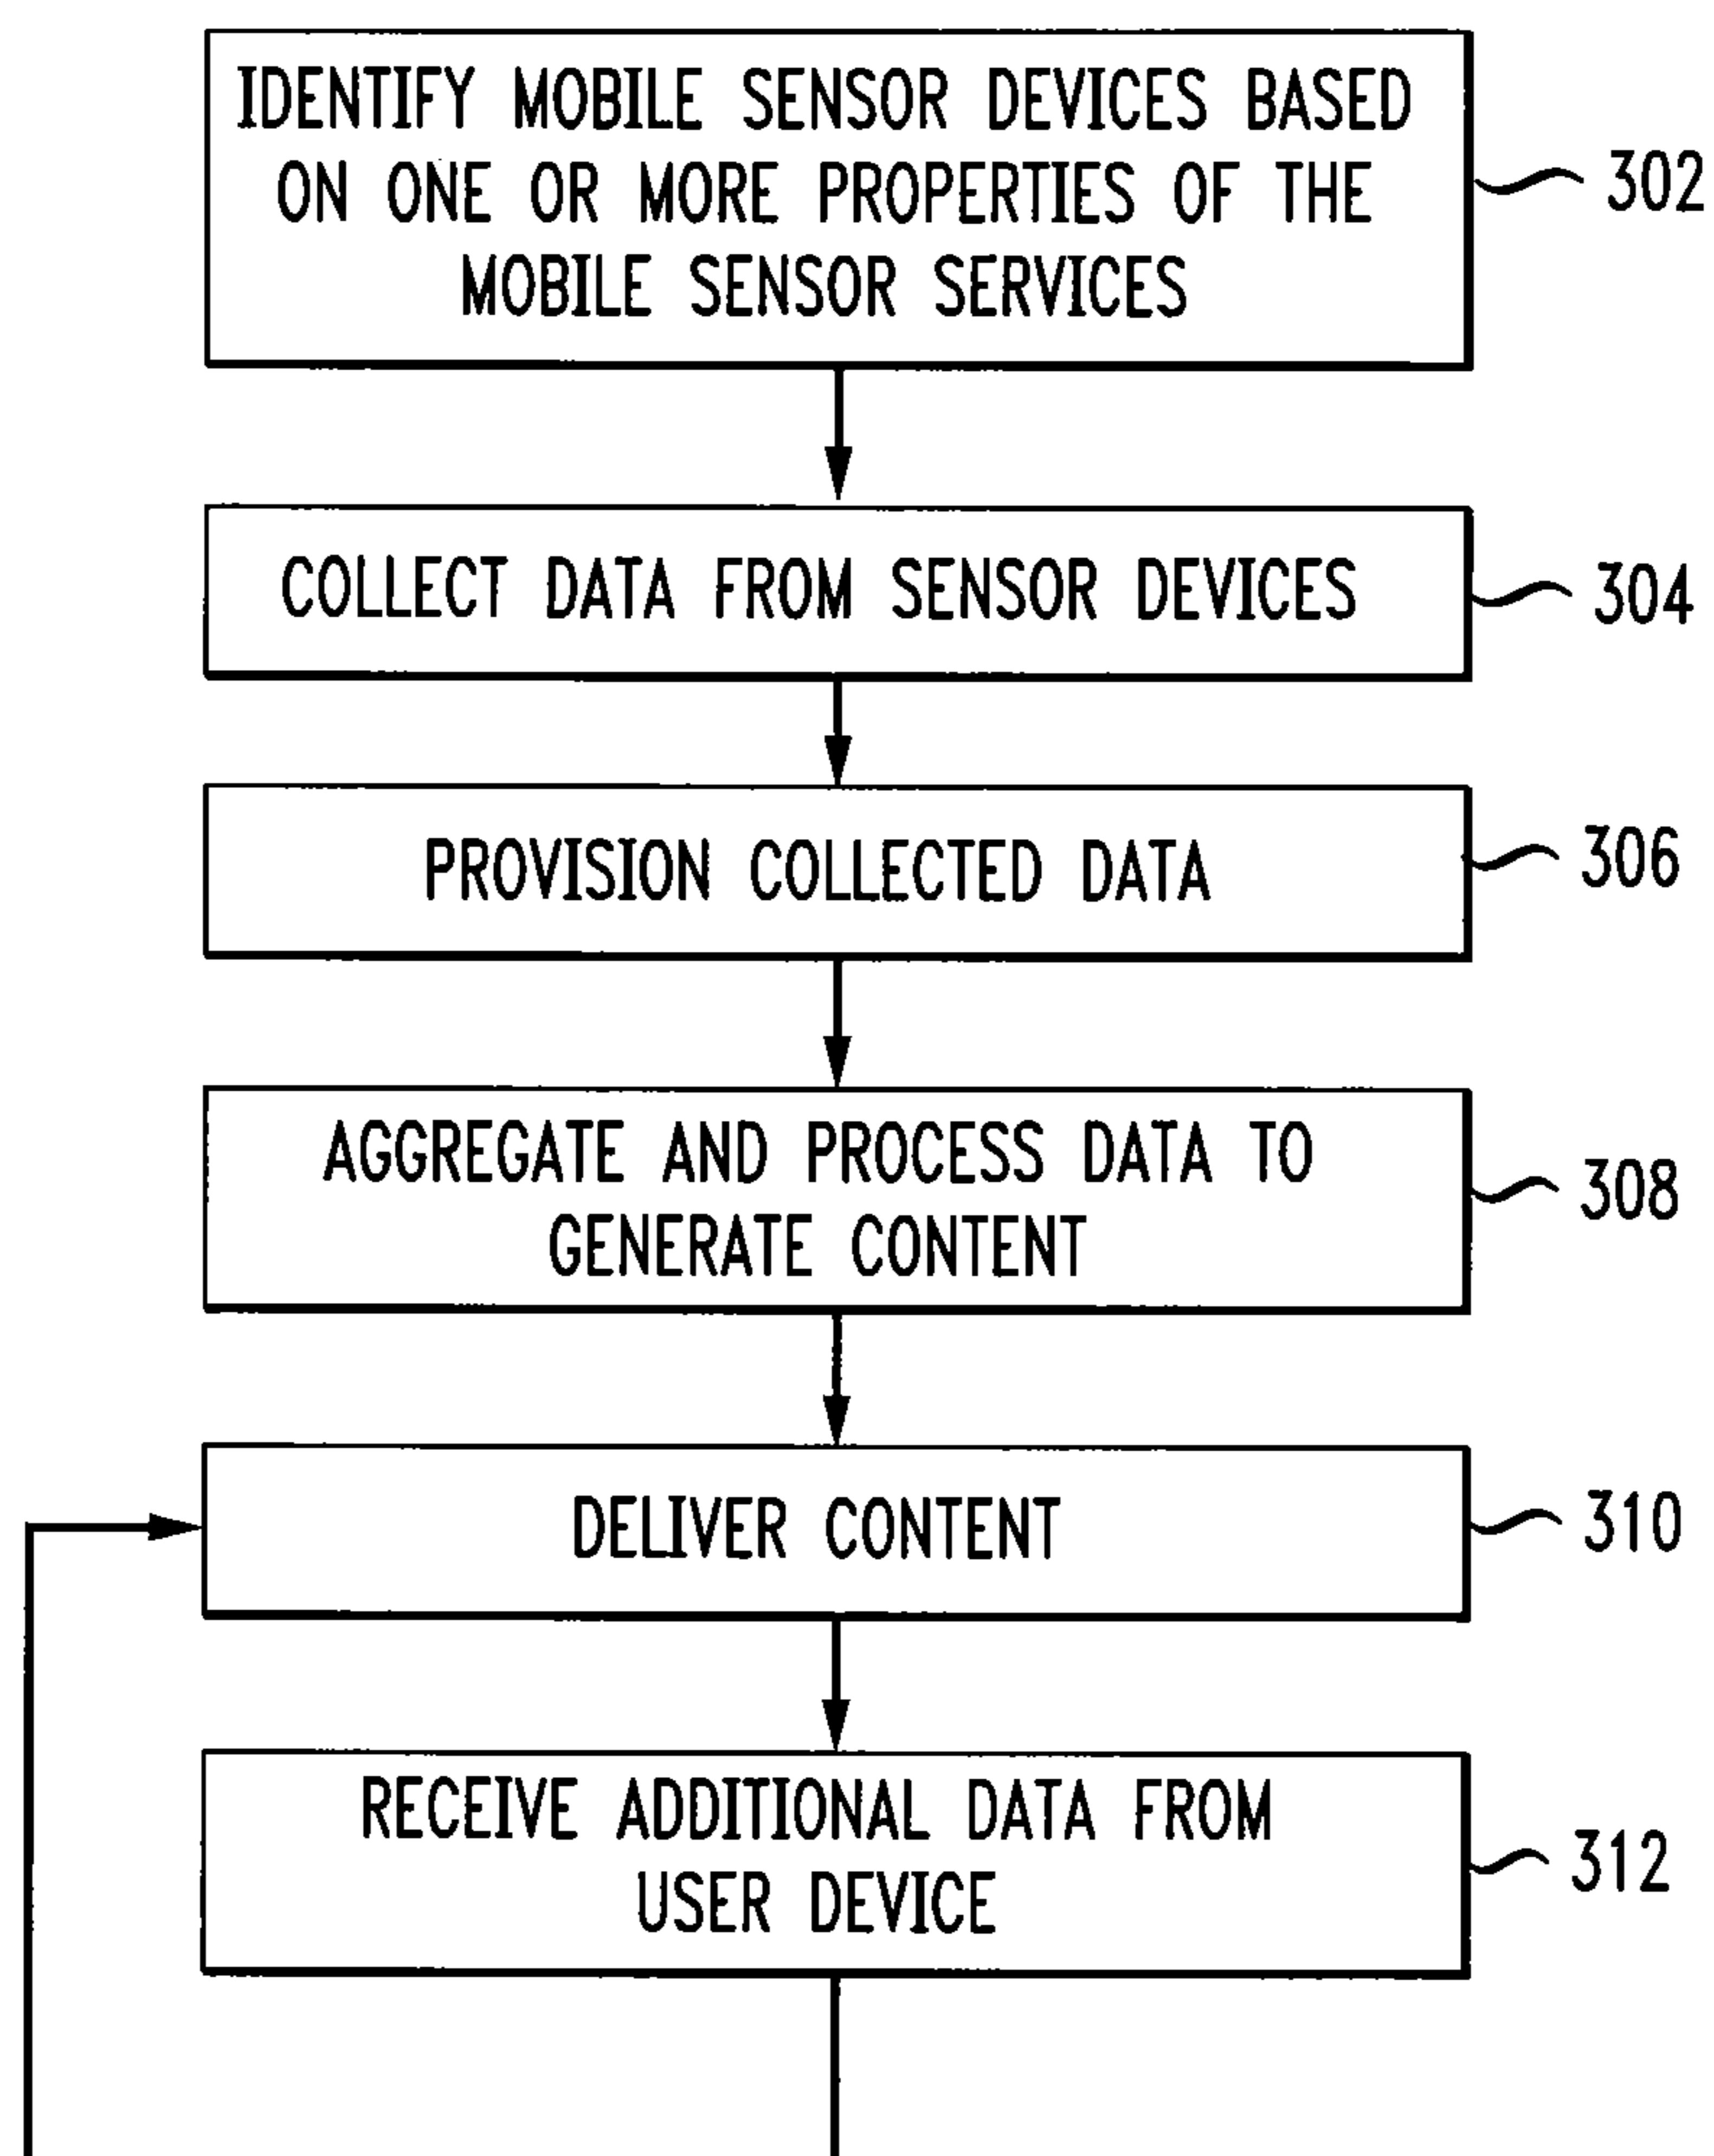 IDENTIFY MOBILE SENSOR DEVICES BASED
ON ONE OR MORE PROPERTIES OF THE
MOBILE SENSOR SERVICES
302
COLLECT DATA FROM SENSOR DEVICES
304
PROVISION COLLECTED DATA
306
AGGREGATE AND PROCESS DATA TO
GENERATE CONTENT
308
DELIVER CONTENT
310
RECEIVE ADDITIONAL DATA FROM
USER DEVICE
312